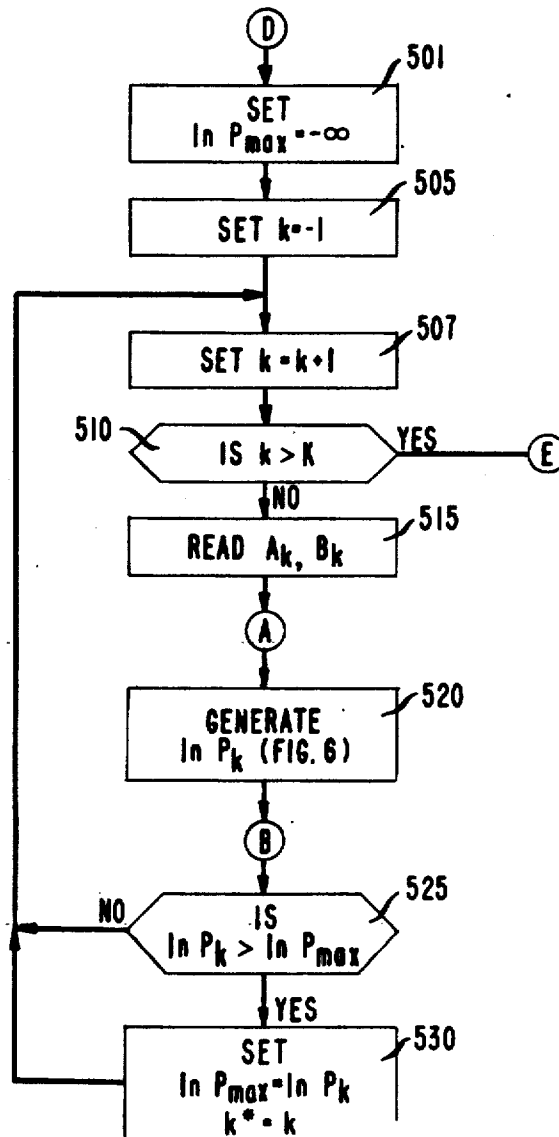 D
501
SET
ln Pmax = -∞
505
SET k = -1
507
SET k = k + 1
510
IS k > K
YES
E
NO
515
READ Ak, Bk
A
520
GENERATE
ln Pk (FIG. 6)
B
525
NO
IS
ln Pk > ln Pmax
YES
530
SET
ln Pmax = ln Pk
k* = k